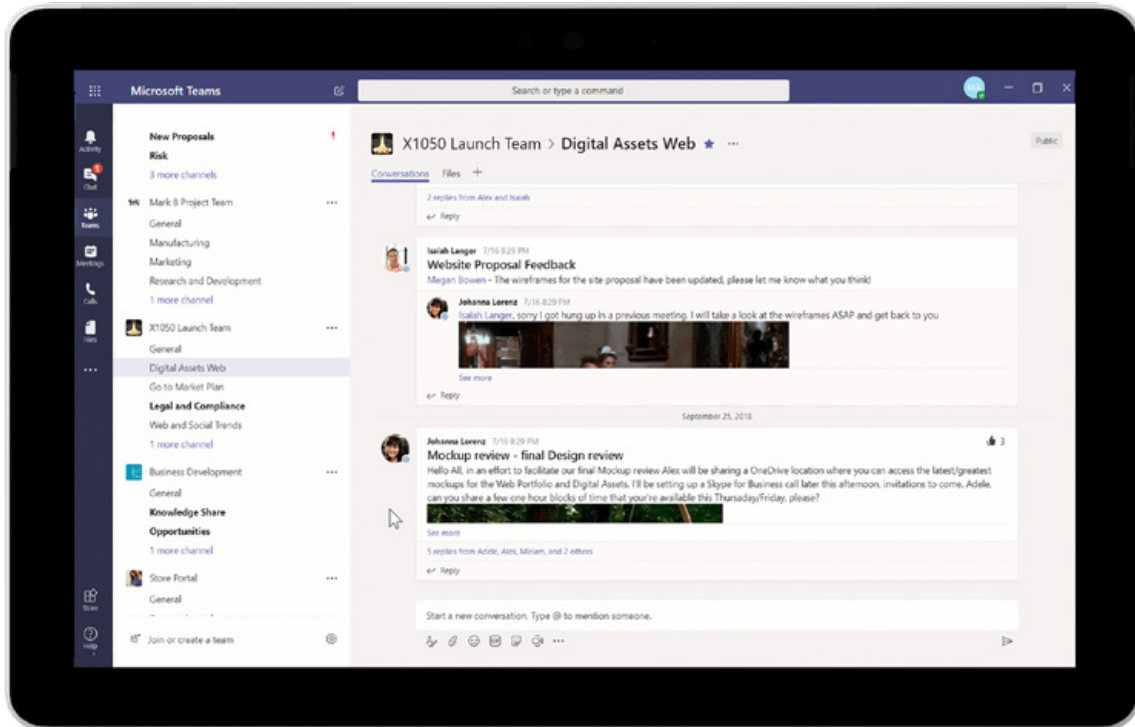 Microsoft Teams
Search or type a command
MA
Activity
Chat
1
Teams
Meetings
Calls
Files
Store
Help
New Proposals
Risk
3 more channels
Mark 8 Project Team
General
Manufacturing
Marketing
Research and Development
1 more channel
X1050 Launch Team
General
Digital Assets Web
Go to Market Plan
Legal and Compliance
Web and Social Trends
1 more channel
Business Development
General
Knowledge Share
Opportunities
1 more channel
Store Portal
General
Join or create a team
X1050 Launch Team > Digital Assets Web
Public
Conversations Files +
2 replies from Alex and Isaiah
Reply
Isaiah Langer 7/16 8:29 PM
Website Proposal Feedback
Megan Bowen - The wireframes for the site proposal have been updated, please let me know what you think!
Johanna Lorenz 7/16 8:29 PM
Isaiah Langer, sorry I got hung up in a previous meeting. I will take a look at the wireframes ASAP and get back to you
See more
Reply
September 25, 2018
Johanna Lorenz 7/16 8:29 PM
3
Mockup review - final Design review
Hello All, in an effort to facilitate our final Mockup review Alex will be sharing a OneDrive location where you can access the latest/greatest
mockups for the Web Portfolio and Digital Assets. I'll be setting up a Skype for Business call later this afternoon, invitations to come. Adele,
can you share a few one hour blocks of time that your're available this Thursaday/Friday, please?
See more
5 replies from Adele, Alex, Miriam, and 2 others
Reply
Start a new conversation. Type @ to mention someone.